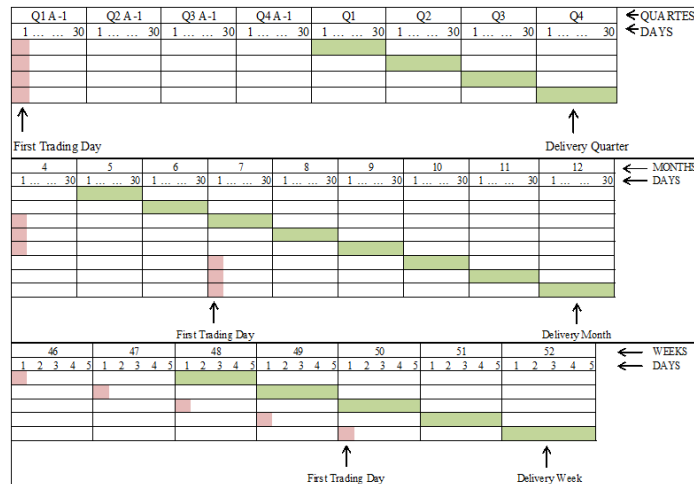 Q1 A-1 Q2 A-1 Q3 A-1 Q4 A-1 Q1 Q2 Q3 Q4 QUARTES
1 ... ... 30 1 ... ... 30 1 ... ... 30 1 ... ... 30 1 ... ... 30 1 ... ... 30 1 ... ... 30 1 ... ... 30 DAYS
First Trading Day Delivery Quarter
4 5 6 7 8 9 10 11 12 MONTHS
1 ... ... 30 1 ... ... 30 1 ... ... 30 1 ... ... 30 1 ... ... 30 1 ... ... 30 1 ... ... 30 1 ... ... 30 1 ... ... 30 DAYS
First Trading Day Delivery Month
46 47 48 49 50 51 52 WEEKS
1 2 3 4 5 1 2 3 4 5 1 2 3 4 5 1 2 3 4 5 1 2 3 4 5 1 2 3 4 5 1 2 3 4 5 DAYS
First Trading Day Delivery Week